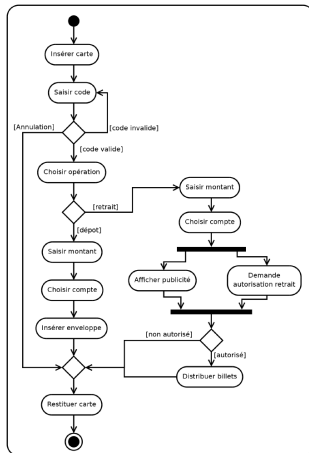 Insérer carte
Saisir code
[Annulation]
[code invalide]
[code valide]
Choisir opération
Saisir montant
[retrait]
Choisir compte
[dépot]
Saisir montant
Afficher publicité
Demande
autorisation retrait
Choisir compte
Insérer enveloppe
[non autorisé]
[autorisé]
Distribuer billets
Restituer carte